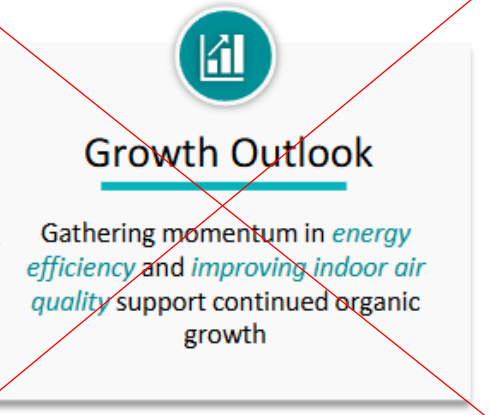 Growth Outlook
Gathering momentum in energy
efficiency and improving indoor air
quality support continued organic
growth